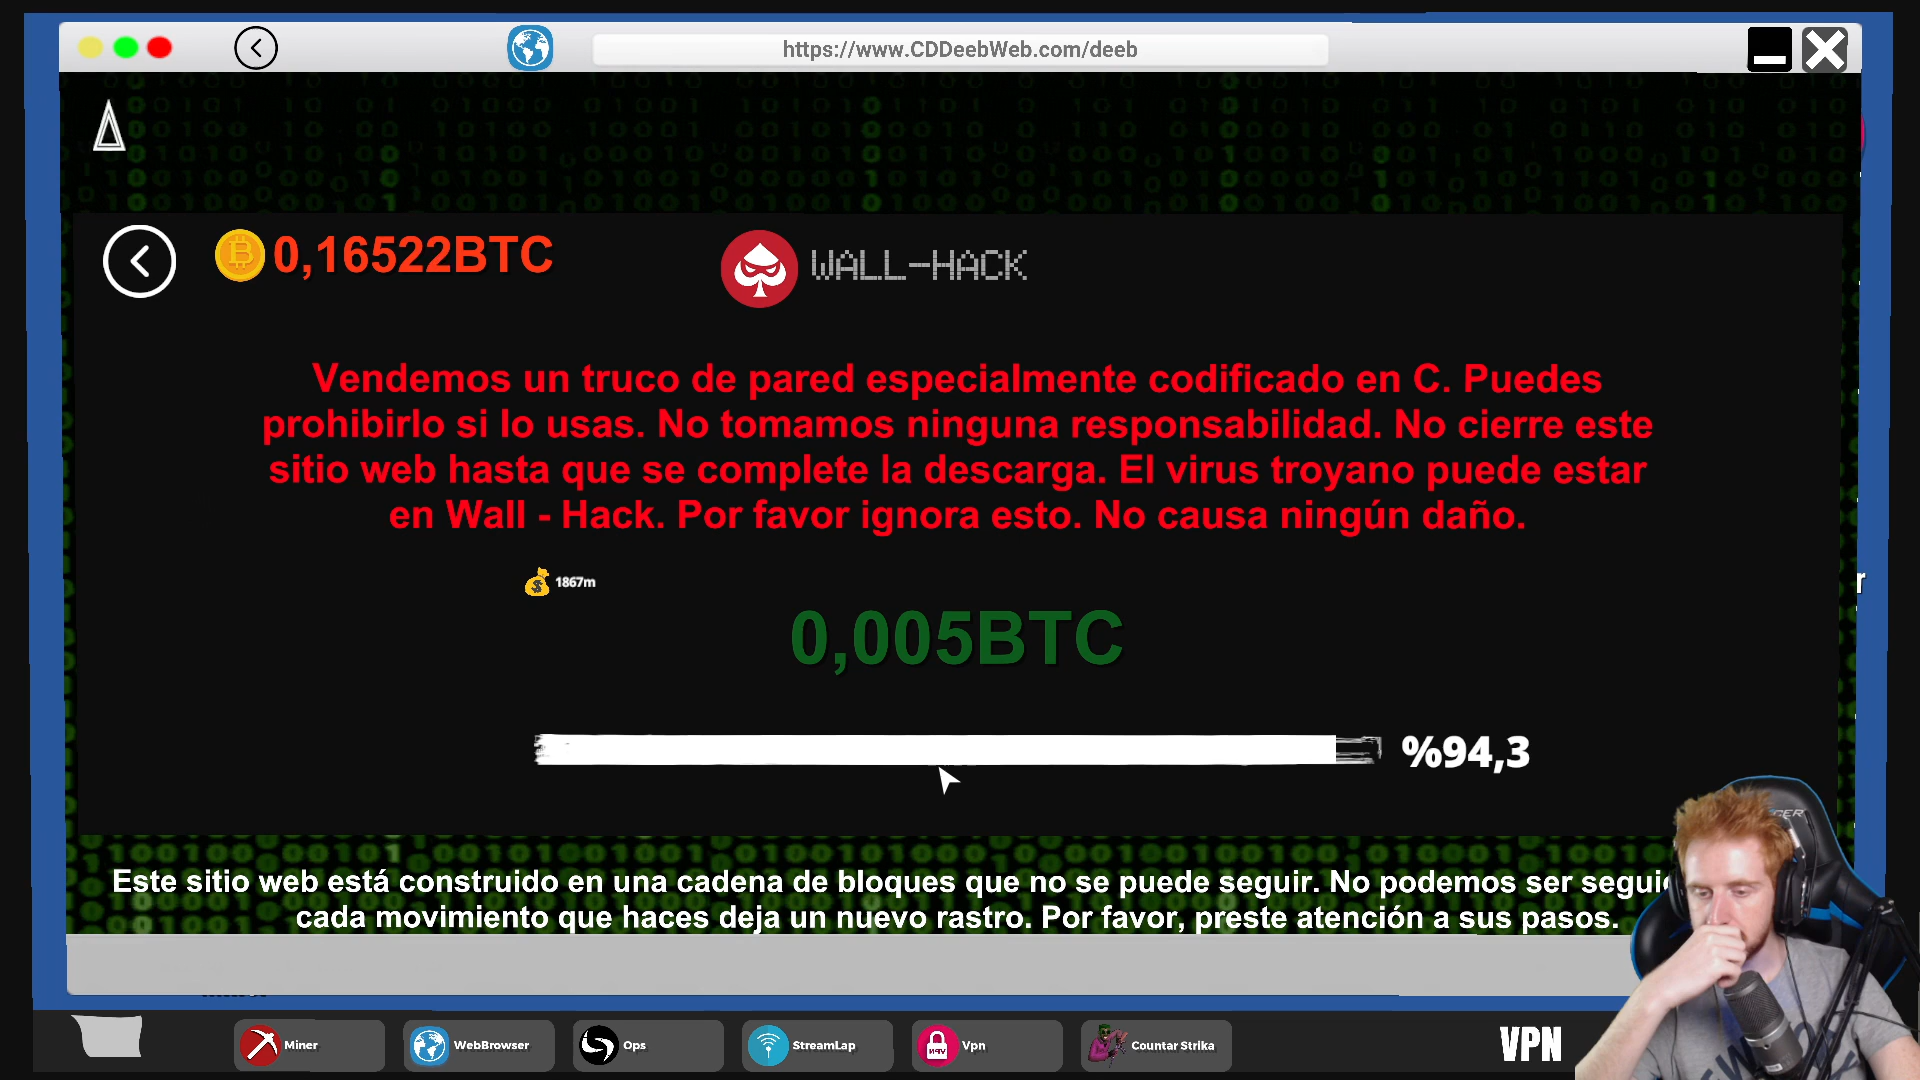 https://www.CDDeebWeb.com/deeb
0,16522BTC
WALL-HACK
Vendemos un truco de pared especialmente codificado en C. Puedes
prohibirlo si lo usas. No tomamos ninguna responsabilidad. No cierre este
sitio web hasta que se complete la descarga. El virus troyano puede estar
en Wall - Hack. Por favor ignora esto. No causa ningún daño.
1867m
0,005BTC
%94,3
Este sitio web está construido en una cadena de bloques que no se puede seguir. No podemos ser
cada movimiento que haces deja un nuevo rastro. Por favor, preste atención a sus pasos.
Miner
WebBrowser
Ops
StreamLap
Vpn
Countar Strika
VPN